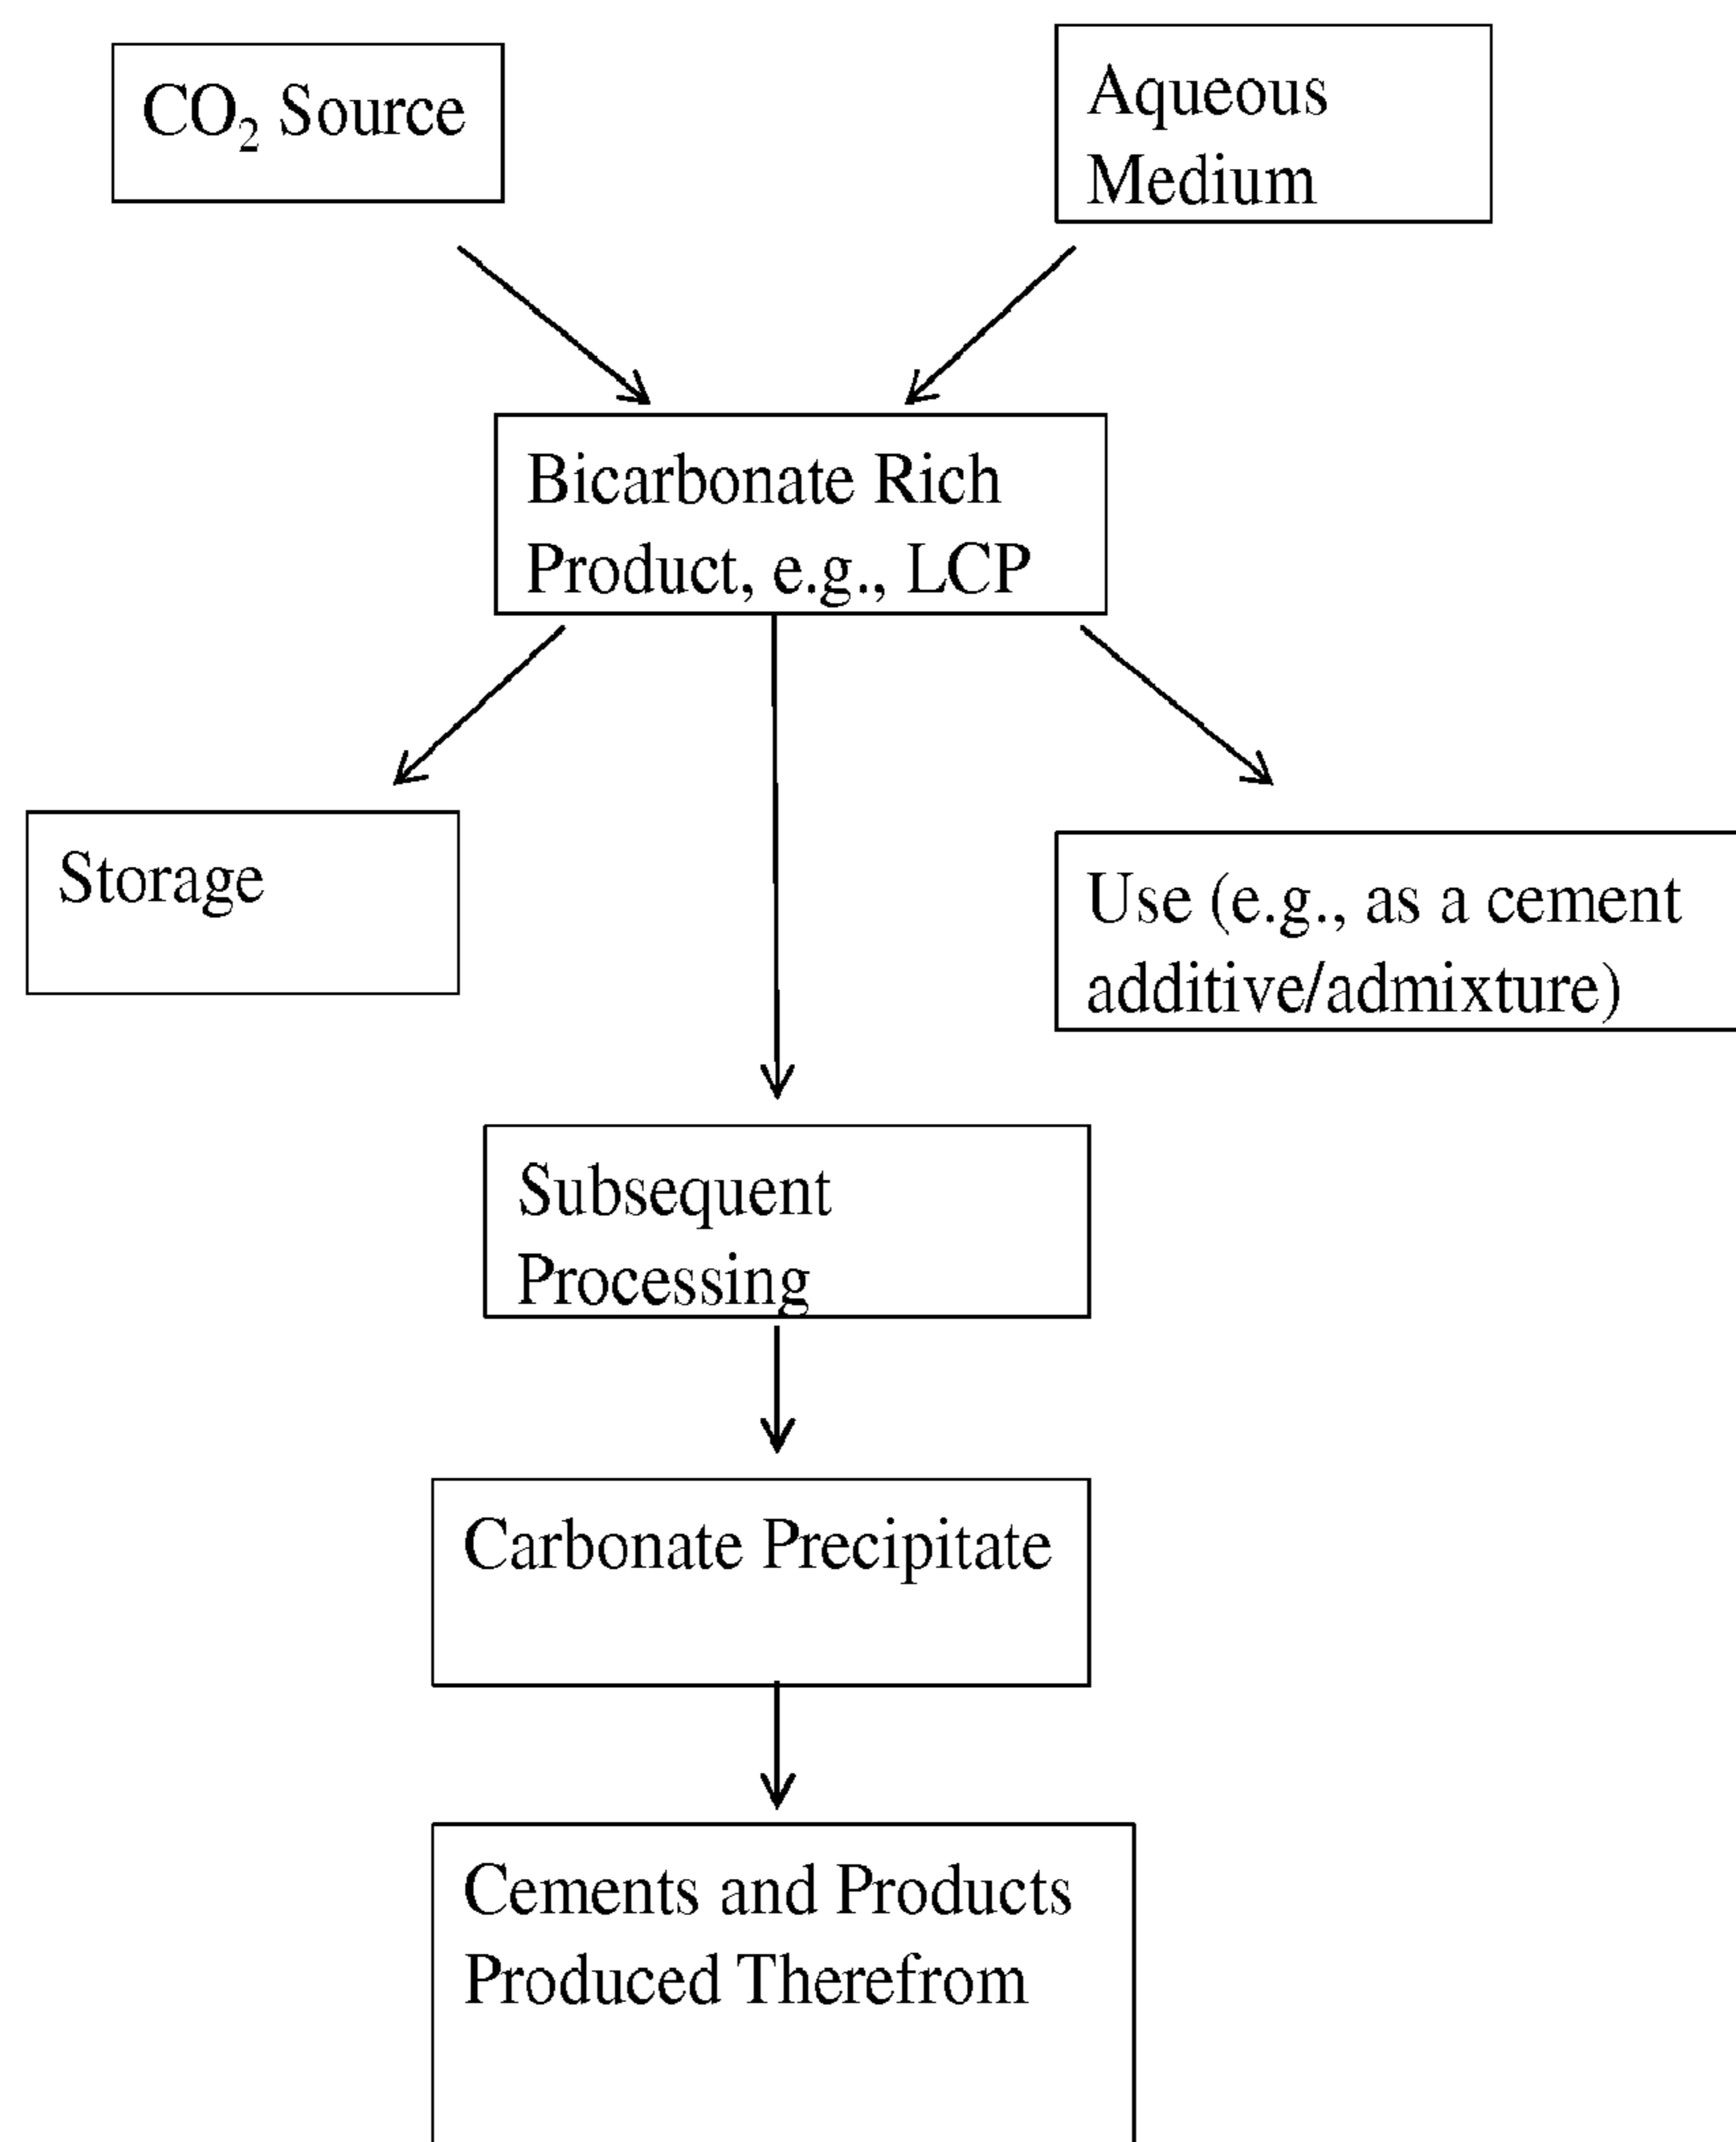 CO₂ Source
Aqueous
Medium
Bicarbonate Rich
Product, e.g., LCP
Storage
Use (e.g., as a cement
additive/admixture)
Subsequent
Processing
Carbonate Precipitate
Cements and Products
Produced Therefrom